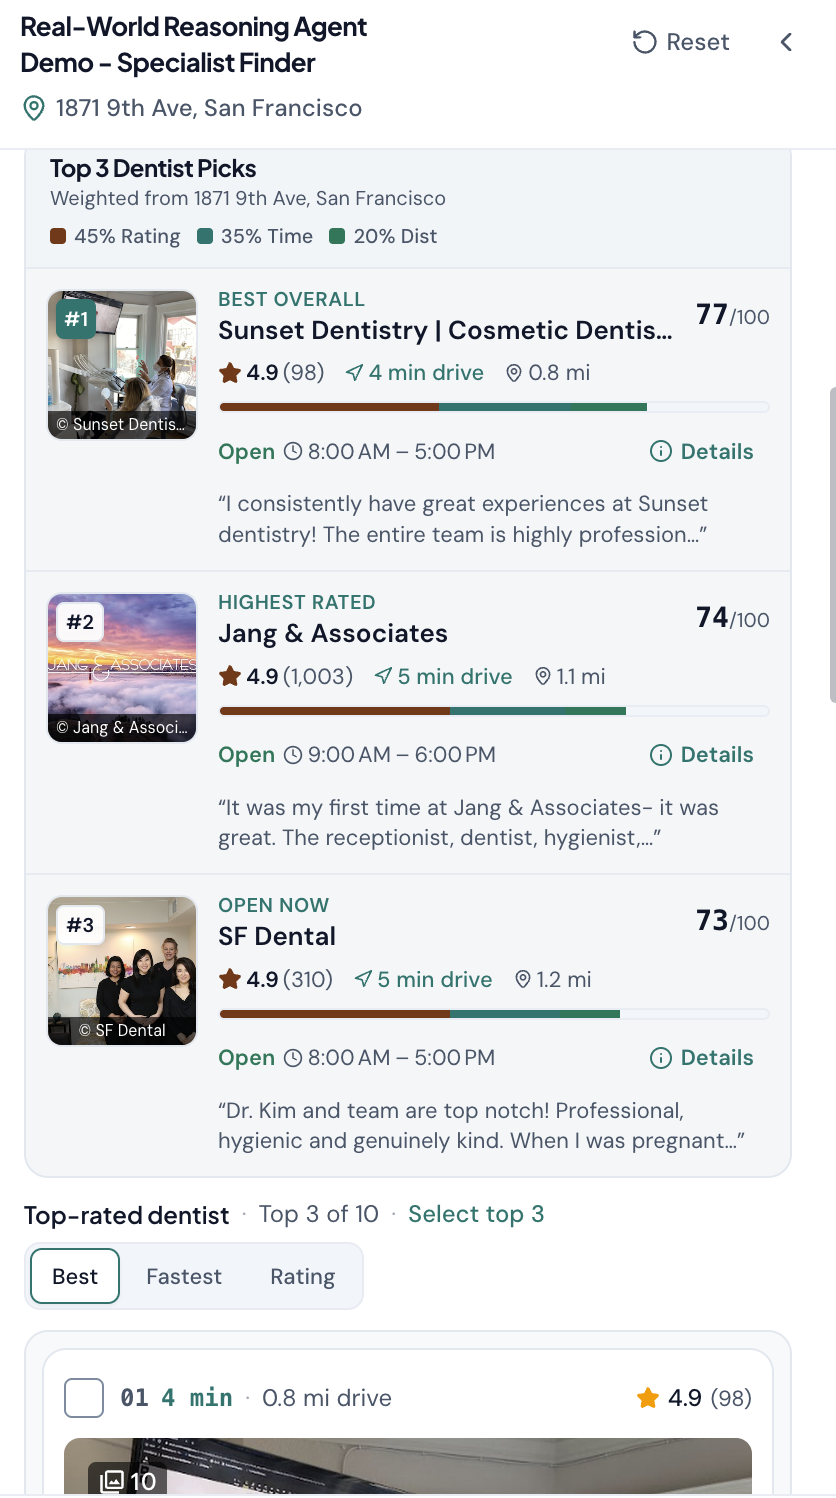 Real-World Reasoning Agent
Demo - Specialist Finder
Reset
1871 9th Ave, San Francisco
Top 3 Dentist Picks
Weighted from 1871 9th Ave, San Francisco
45% Rating 35% Time 20% Dist
#1
© Sunset Dentis...
BEST OVERALL
Sunset Dentistry | Cosmetic Dentis...
77/100
4.9 (98) 4 min drive 0.8 mi
Open 8:00 AM – 5:00 PM
Details
“I consistently have great experiences at Sunset
dentistry! The entire team is highly profession...”
#2
JANG & ASSOCIATES
© Jang & Associ...
HIGHEST RATED
Jang & Associates
74/100
4.9 (1,003) 5 min drive 1.1 mi
Open 9:00 AM – 6:00 PM
Details
“It was my first time at Jang & Associates- it was
great. The receptionist, dentist, hygienist,...”
#3
© SF Dental
OPEN NOW
SF Dental
73/100
4.9 (310) 5 min drive 1.2 mi
Open 8:00 AM – 5:00 PM
Details
“Dr. Kim and team are top notch! Professional,
hygienic and genuinely kind. When I was pregnant...”
Top-rated dentist · Top 3 of 10 · Select top 3
Best Fastest Rating
01 4 min · 0.8 mi drive 4.9 (98)
10